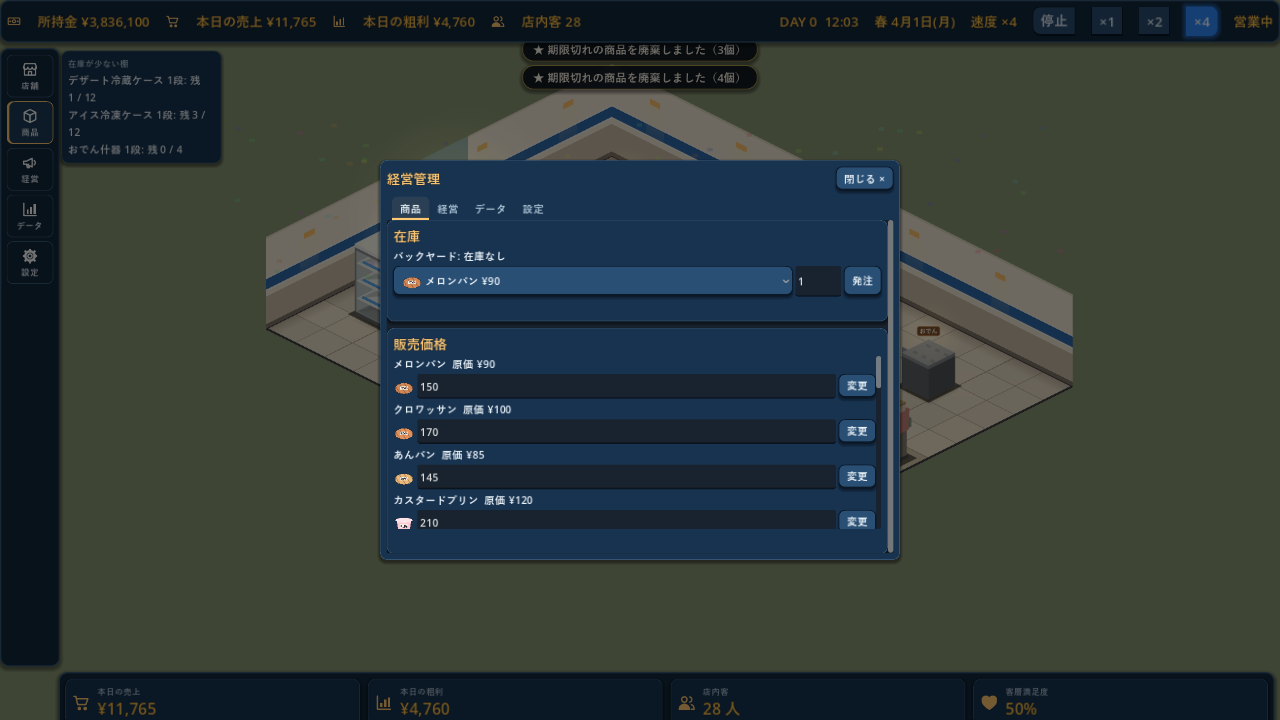 所持金 ¥3,836,100 本日の売上 ¥11,765 本日の粗利 ¥4,760 店内客 28 DAY 0 12:03 春 4月1日(月) 速度 ×4 停止 ×1 ×2 ×4 営業中
★ 期限切れの商品を廃棄しました（3個）
★ 期限切れの商品を廃棄しました（4個）
店舗
商品
経営
データ
設定
在庫が少ない棚
デザート冷蔵ケース 1段: 残
1 / 12
アイス冷凍ケース 1段: 残 3 /
12
おでん什器 1段: 残 0 / 4
経営管理
閉じる ×
商品 経営 データ 設定
在庫
バックヤード: 在庫なし
メロンパン ¥90 1 発注
販売価格
メロンパン 原価 ¥90
150 変更
クロワッサン 原価 ¥100
170 変更
あんパン 原価 ¥85
145 変更
カスタードプリン 原価 ¥120
210 変更
おでん
本日の売上
¥11,765
本日の粗利
¥4,760
店内客
28 人
客層満足度
50%